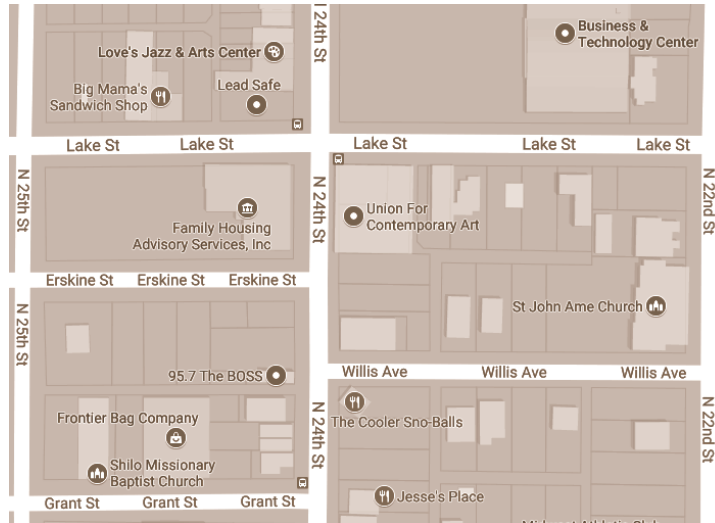 N 24th St
Business &
Technology Center
Love's Jazz & Arts Center
Lead Safe
Big Mama's
Sandwich Shop
Lake St
Lake St
Lake St
Lake St
Lake St
N 25th St
N 24th St
N 22nd St
Union For
Contemporary Art
Family Housing
Advisory Services, Inc
Erskine St
Erskine St
Erskine St
St John Ame Church
N 25th St
95.7 The BOSS
Willis Ave
Willis Ave
Willis Ave
N 24th St
N 22nd St
The Cooler Sno-Balls
Frontier Bag Company
Shilo Missionary
Baptist Church
Jesse's Place
Grant St
Grant St
Grant St